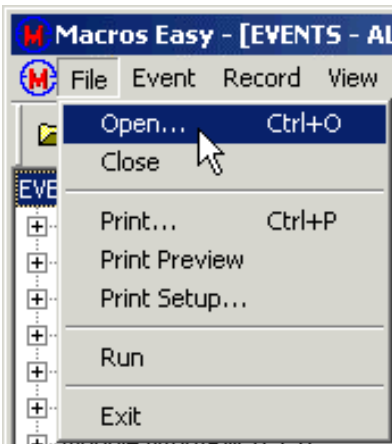 M Macros Easy - [EVENTS - AL
M File Event Record View
Open... Ctrl+O
Close
EVE
Print... Ctrl+P
Print Preview
Print Setup...
Run
Exit